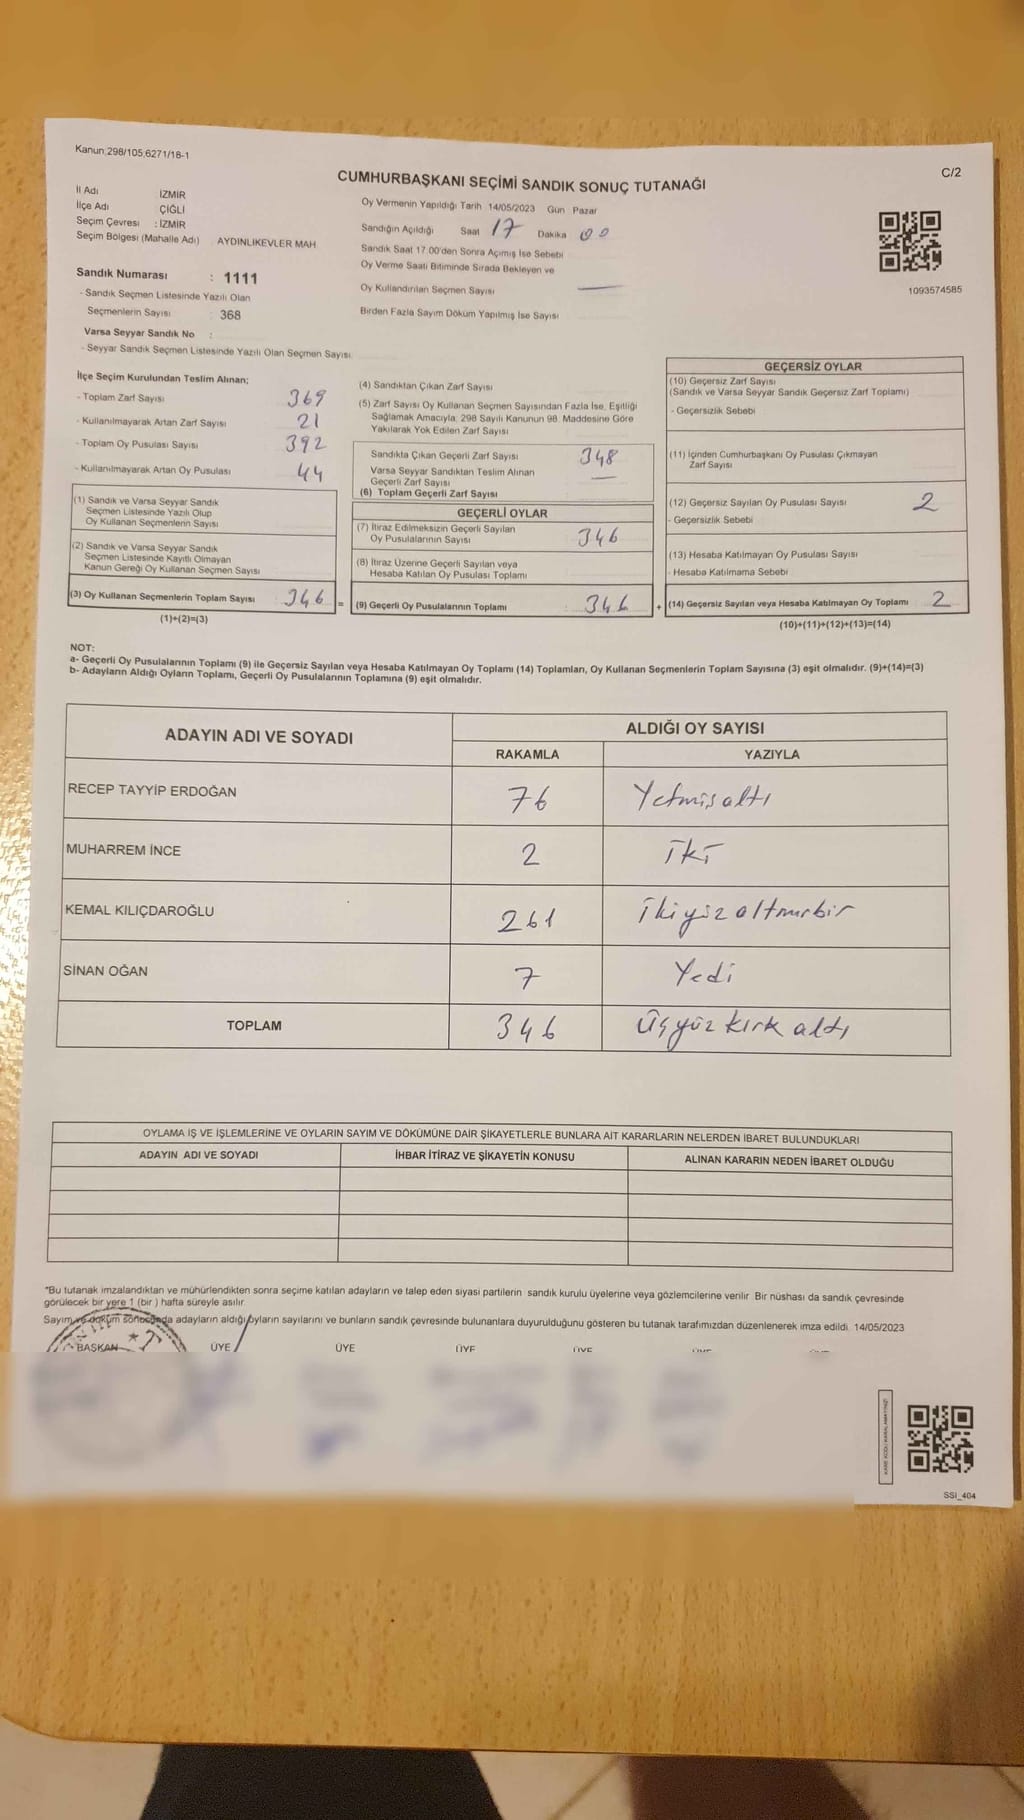 Kanun:298/105;6271/18-1
C/2
CUMHURBAŞKANI SEÇİMİ SANDIK SONUÇ TUTANAĞI
İl Adı İZMİR
İlçe Adı ÇİĞLİ
Seçim Çevresi : İZMİR
Seçim Bölgesi (Mahalle Adı) : AYDINLIKEVLER MAH.
Sandık Numarası : 1111
- Sandık Seçmen Listesinde Yazılı Olan
Seçmenlerin Sayısı : 368
Varsa Seyyar Sandık No :
- Seyyar Sandık Seçmen Listesinde Yazılı Olan Seçmen Sayısı
Oy Vermenin Yapıldığı Tarih 14/05/2023 Gün Pazar
Sandığın Açıldığı Saat 17 Dakika 00
Sandık Saat 17.00'den Sonra Açımış İse Sebebi
Oy Verme Saati Bitiminde Sırada Bekleyen ve
Oy Kullandırılan Seçmen Sayısı —
Birden Fazla Sayım Döküm Yapılmış İse Sayısı
1093574585
İlçe Seçim Kurulundan Teslim Alınan;
- Toplam Zarf Sayısı 369
- Kullanılmayarak Artan Zarf Sayısı 21
- Toplam Oy Pusulası Sayısı 392
- Kullanılmayarak Artan Oy Pusulası 44
(1) Sandık ve Varsa Seyyar Sandık
Seçmen Listesinde Yazılı Olup
Oy Kullanan Seçmenlerin Sayısı
(2) Sandık ve Varsa Seyyar Sandık
Seçmen Listesinde Kayıtlı Olmayan
Kanun Gereği Oy Kullanan Seçmen Sayısı
(3) Oy Kullanan Seçmenlerin Toplam Sayısı 346 =
(1)+(2)=(3)
(4) Sandıktan Çıkan Zarf Sayısı
(5) Zarf Sayısı Oy Kullanan Seçmen Sayısından Fazla İse, Eşitliği
Sağlamak Amacıyla; 298 Sayılı Kanunun 98. Maddesine Göre
Yakılarak Yok Edilen Zarf Sayısı
Sandıkta Çıkan Geçerli Zarf Sayısı 348
Varsa Seyyar Sandıktan Teslim Alınan
Geçerli Zarf Sayısı —
(6) Toplam Geçerli Zarf Sayısı
GEÇERLİ OYLAR
(7) İtiraz Edilmeksizin Geçerli Sayılan
Oy Pusulalarının Sayısı 346
(8) İtiraz Üzerine Geçerli Sayılan veya
Hesaba Katılan Oy Pusulası Toplamı
(9) Geçerli Oy Pusulalarının Toplamı : 346 +
GEÇERSİZ OYLAR
(10) Geçersiz Zarf Sayısı
(Sandık ve Varsa Seyyar Sandık Geçersiz Zarf Toplamı)
- Geçersizlik Sebebi
(11) İçinden Cumhurbaşkanı Oy Pusulası Çıkmayan
Zarf Sayısı
(12) Geçersiz Sayılan Oy Pusulası Sayısı 2
- Geçersizlik Sebebi
(13) Hesaba Katılmayan Oy Pusulası Sayısı
- Hesaba Katılmama Sebebi
(14) Geçersiz Sayılan veya Hesaba Katılmayan Oy Toplamı 2
(10)+(11)+(12)+(13)=(14)
NOT:
a- Geçerli Oy Pusulalarının Toplamı (9) ile Geçersiz Sayılan veya Hesaba Katılmayan Oy Toplamı (14) Toplamları, Oy Kullanan Seçmenlerin Toplam Sayısına (3) eşit olmalıdır. (9)+(14)=(3)
b- Adayların Aldığı Oyların Toplamı, Geçerli Oy Pusulalarının Toplamına (9) eşit olmalıdır.
ADAYIN ADI VE SOYADI ALDIĞI OY SAYISI
RAKAMLA YAZIYLA
RECEP TAYYİP ERDOĞAN 76 Yetmiş altı
MUHARREM İNCE 2 iki
KEMAL KILIÇDAROĞLU 261 ikiyüz altmışbir
SİNAN OĞAN 7 Yedi
TOPLAM 346 Üçyüz kırk altı
OYLAMA İŞ VE İŞLEMLERİNE VE OYLARIN SAYIM VE DÖKÜMÜNE DAİR ŞİKAYETLERLE BUNLARA AİT KARARLARIN NELERDEN İBARET BULUNDUKLARI
ADAYIN ADI VE SOYADI İHBAR İTİRAZ VE ŞİKAYETİN KONUSU ALINAN KARARIN NEDEN İBARET OLDUĞU
*Bu tutanak imzalandıktan ve mühürlendikten sonra seçime katılan adayların ve talep eden siyasi partilerin sandık kurulu üyelerine veya gözlemcilerine verilir. Bir nüshası da sandık çevresinde
görülecek bir yere 1 (bir ) hafta süreyle asılır.
Sayım ve döküm sonucunda adayların aldığı oyların sayılarını ve bunların sandık çevresinde bulunanlara duyurulduğunu gösteren bu tutanak tarafımızdan düzenlenerek imza edildi. 14/05/2023
BAŞKAN ÜYE ÜYE ÜYE ÜYE
SSI_404